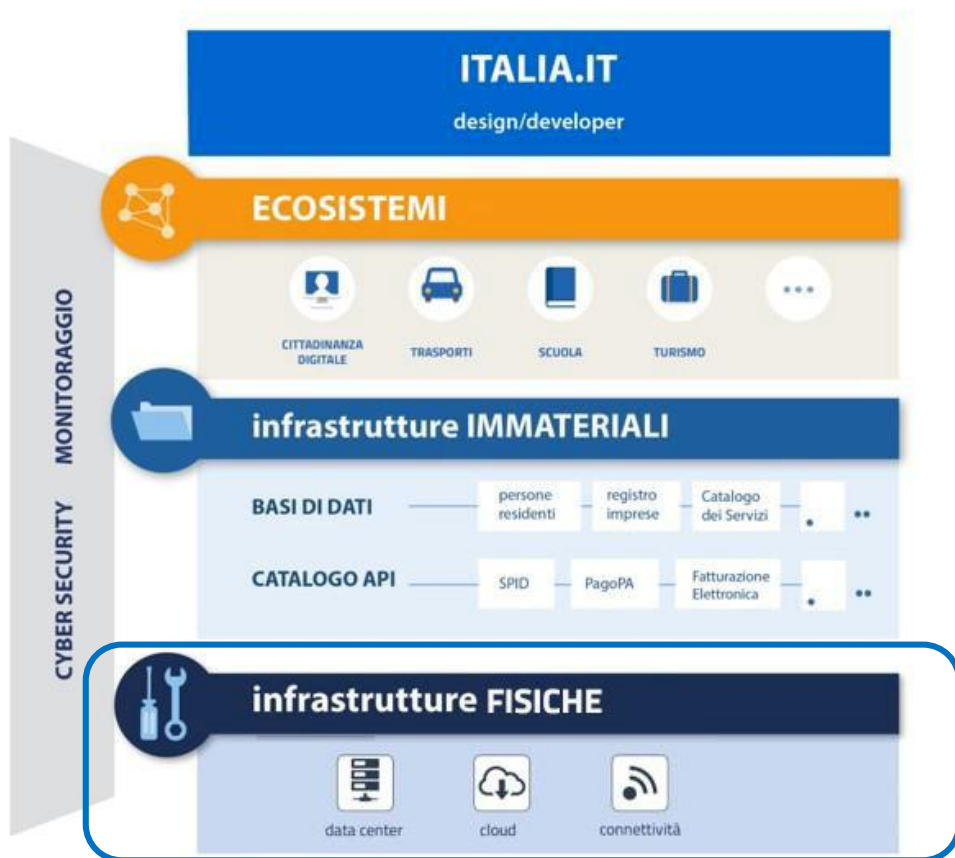 ITALIA.IT
design/developer
ECOSISTEMI
CITTADINANZA
DIGITALE
TRASPORTI
SCUOLA
TURISMO
infrastrutture IMMATERIALI
BASI DI DATI
persone
residenti
registro
imprese
Catalogo
dei Servizi
CATALOGO API
SPID
PagoPA
Fatturazione
Elettronica
infrastrutture FISICHE
data center
cloud
connettività
CYBER SECURITY MONITORAGGIO